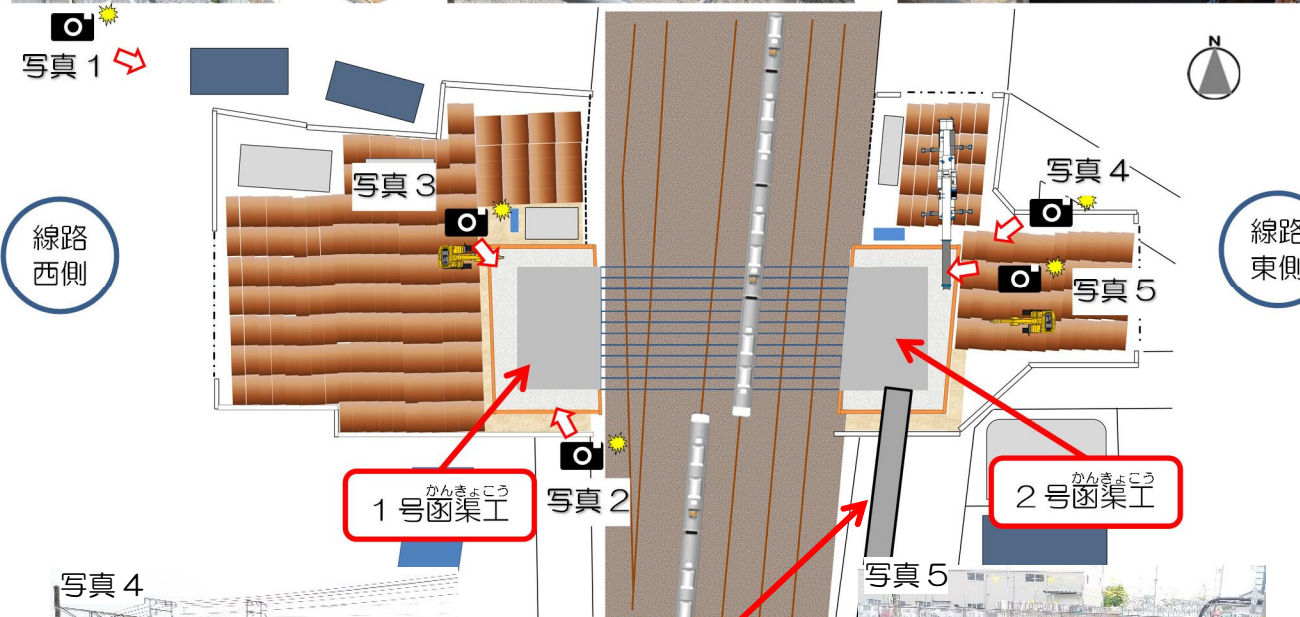 写真1
N
写真4
写真3
線路
西側
線路
東側
写真5
かんきょこう
1号函渠工
写真2
かんきょこう
2号函渠工
写真4
写真5